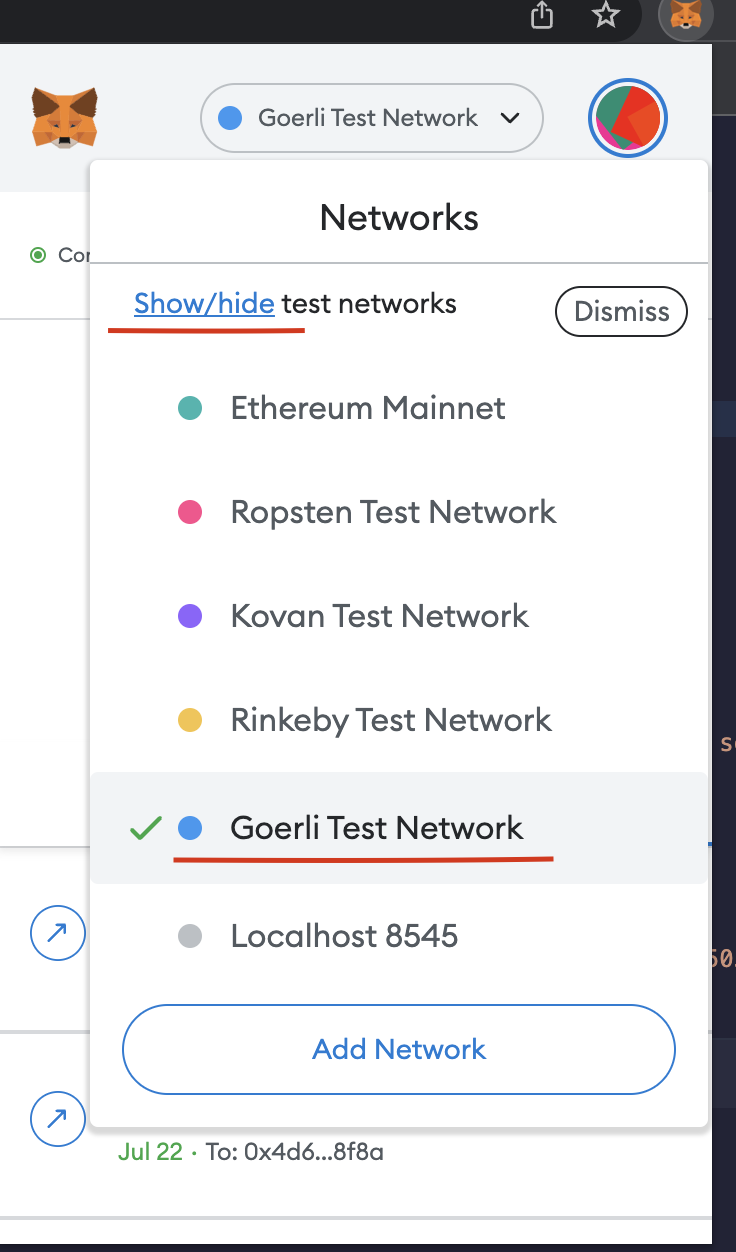 Goerli Test Network
Networks
Show/hide test networks
Dismiss
Ethereum Mainnet
Ropsten Test Network
Kovan Test Network
Rinkeby Test Network
Goerli Test Network
Localhost 8545
Add Network
Jul 22 · To: 0x4d6...8f8a